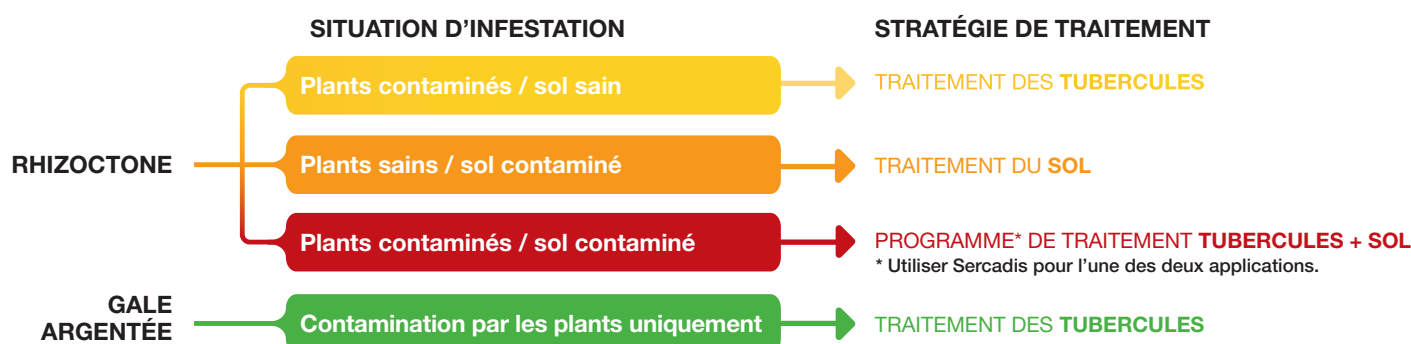 SITUATION D’INFESTATION
STRATÉGIE DE TRAITEMENT
Plants contaminés / sol sain
TRAITEMENT DES TUBERCULES
RHIZOCTONE
Plants sains / sol contaminé
TRAITEMENT DU SOL
Plants contaminés / sol contaminé
PROGRAMME* DE TRAITEMENT TUBERCULES + SOL
* Utiliser Sercadis pour l’une des deux applications.
GALE
ARGENTÉE
Contamination par les plants uniquement
TRAITEMENT DES TUBERCULES